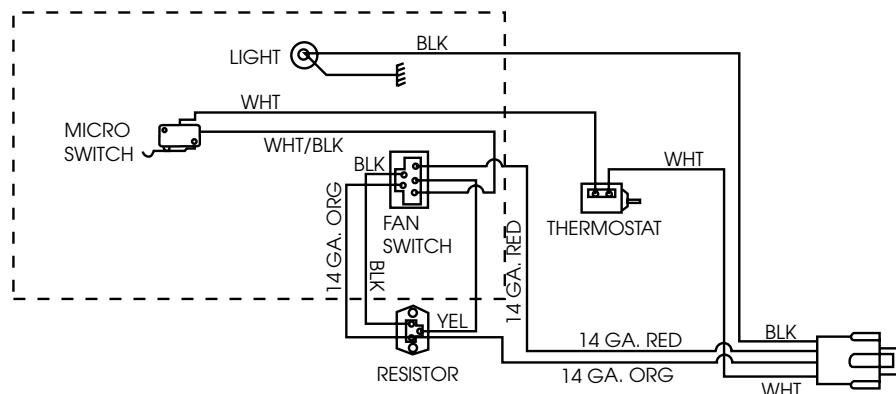 LIGHT
BLK
WHT
MICRO
SWITCH
WHT/BLK
BLK
WHT
14 GA. ORG
FAN
SWITCH
THERMOSTAT
BLK
14 GA. RED
YEL
RESISTOR
BLK
14 GA. RED
14 GA. ORG
WHT